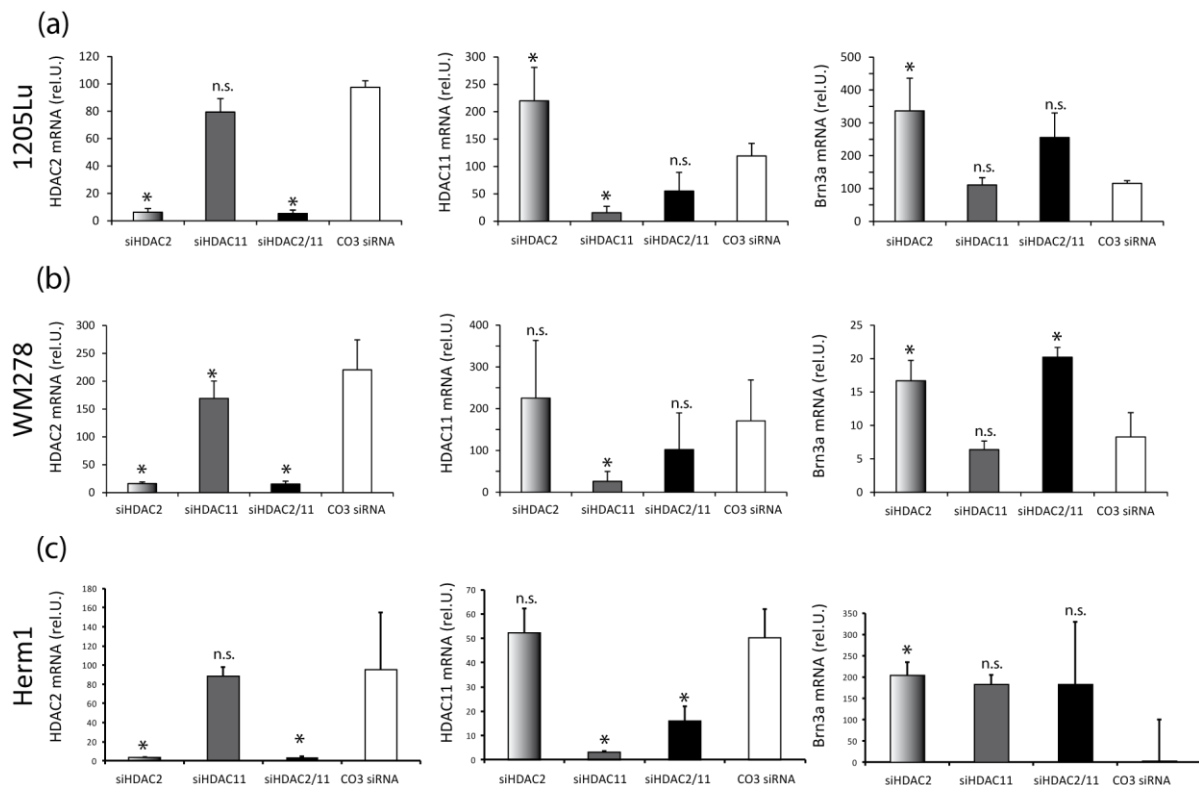 (a)
1205Lu
HDAC2 mRNA (rel.U.)
120
100
80
60
40
20
0
*
n.s.
*
siHDAC2 siHDAC11 siHDAC2/11 CO3 siRNA
HDAC11 mRNA (rel.U.)
300
250
200
150
100
50
0
*
*
n.s.
siHDAC2 siHDAC11 siHDAC2/11 CO3 siRNA
Brn3a mRNA (rel.U.)
500
400
300
200
100
0
*
n.s.
siHDAC2 siHDAC11 siHDAC2/11 CO3 siRNA
(b)
WM278
HDAC2 mRNA (rel.U.)
300
250
200
150
100
50
0
*
*
*
siHDAC2 siHDAC11 siHDAC2/11 CO3 siRNA
HDAC11 mRNA (rel.U.)
400
300
200
100
0
n.s.
*
n.s.
siHDAC2 siHDAC11 siHDAC2/11 CO3 siRNA
Brn3a mRNA (rel.U.)
25
20
15
10
5
0
*
n.s.
*
siHDAC2 siHDAC11 siHDAC2/11 CO3 siRNA
(c)
Herm1
HDAC2 mRNA (rel.U.)
180
160
140
120
100
80
60
40
20
0
*
n.s.
*
siHDAC2 siHDAC11 siHDAC2/11 CO3 siRNA
HDAC11 mRNA (rel.U.)
70
60
50
40
30
20
10
0
n.s.
*
*
siHDAC2 siHDAC11 siHDAC2/11 CO3 siRNA
Brn3a mRNA (rel.U.)
350
300
250
200
150
200
150
0
*
n.s.
n.s.
siHDAC2 siHDAC11 siHDAC2/11 CO3 siRNA